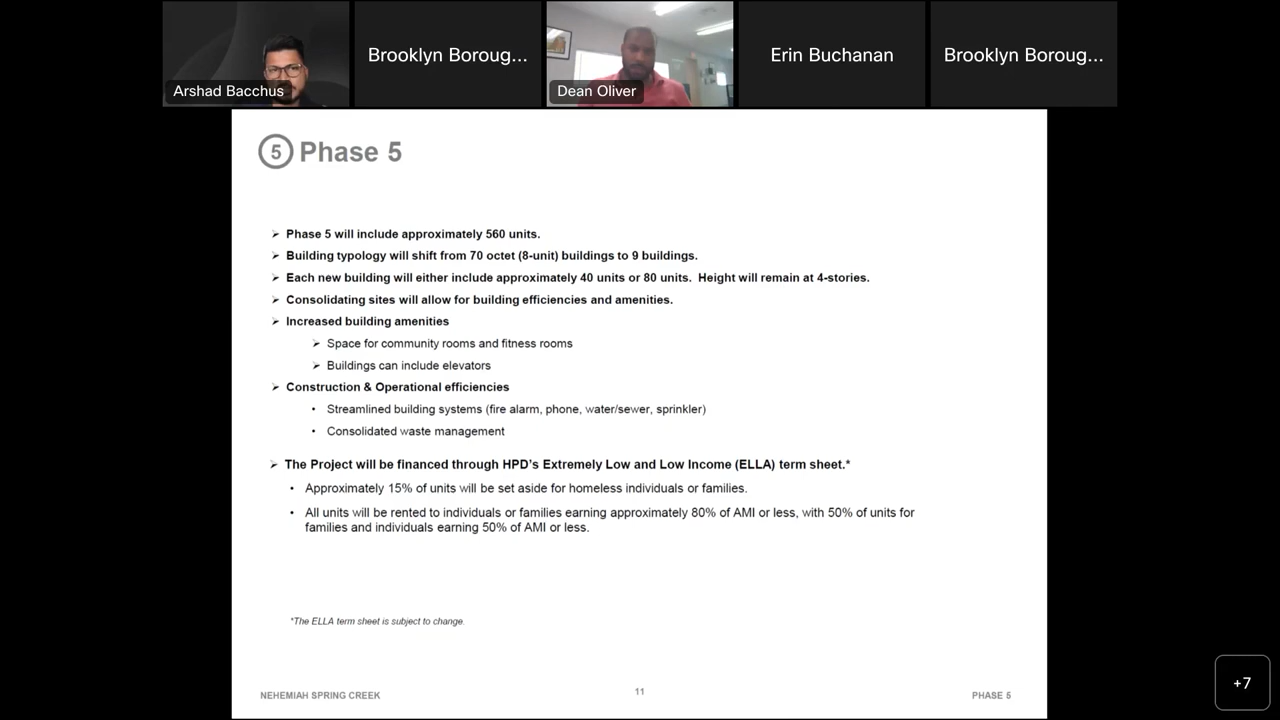 Arshad Bacchus
Brooklyn Boroug...
Dean Oliver
Erin Buchanan
Brooklyn Boroug...
5 Phase 5
Phase 5 will include approximately 560 units.
Building typology will shift from 70 octet (8-unit) buildings to 9 buildings.
Each new building will either include approximately 40 units or 80 units. Height will remain at 4-stories.
Consolidating sites will allow for building efficiencies and amenities.
Increased building amenities
Space for community rooms and fitness rooms
Buildings can include elevators
Construction & Operational efficiencies
Streamlined building systems (fire alarm, phone, water/sewer, sprinkler)
Consolidated waste management
The Project will be financed through HPD's Extremely Low and Low Income (ELLA) term sheet.*
Approximately 15% of units will be set aside for homeless individuals or families.
All units will be rented to individuals or families earning approximately 80% of AMI or less, with 50% of units for
families and individuals earning 50% of AMI or less.
*The ELLA term sheet is subject to change.
NEHEMIAH SPRING CREEK
11
PHASE 5
+7